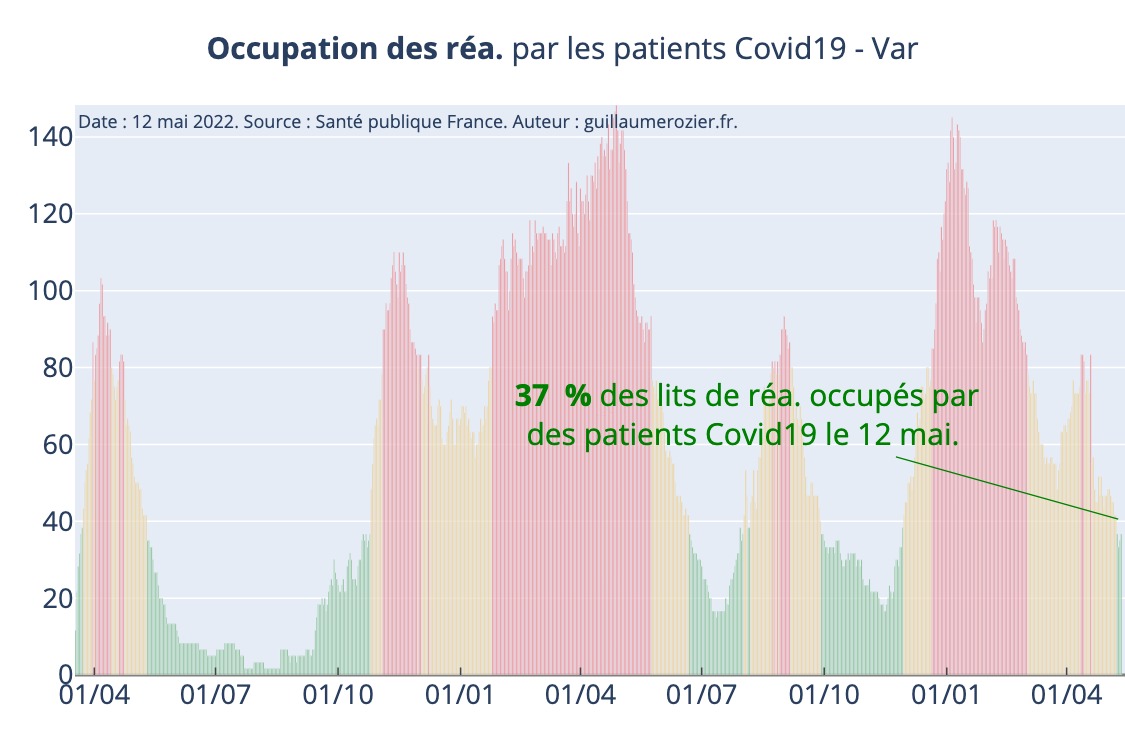 Occupation des réa. par les patients Covid19 - Var
Date : 12 mai 2022. Source : Santé publique France. Auteur : guillaumerozier.fr.
140
120
100
80
60
40
20
0
37 % des lits de réa. occupés par
des patients Covid19 le 12 mai.
01/04 01/07 01/10 01/01 01/04 01/07 01/10 01/01 01/04